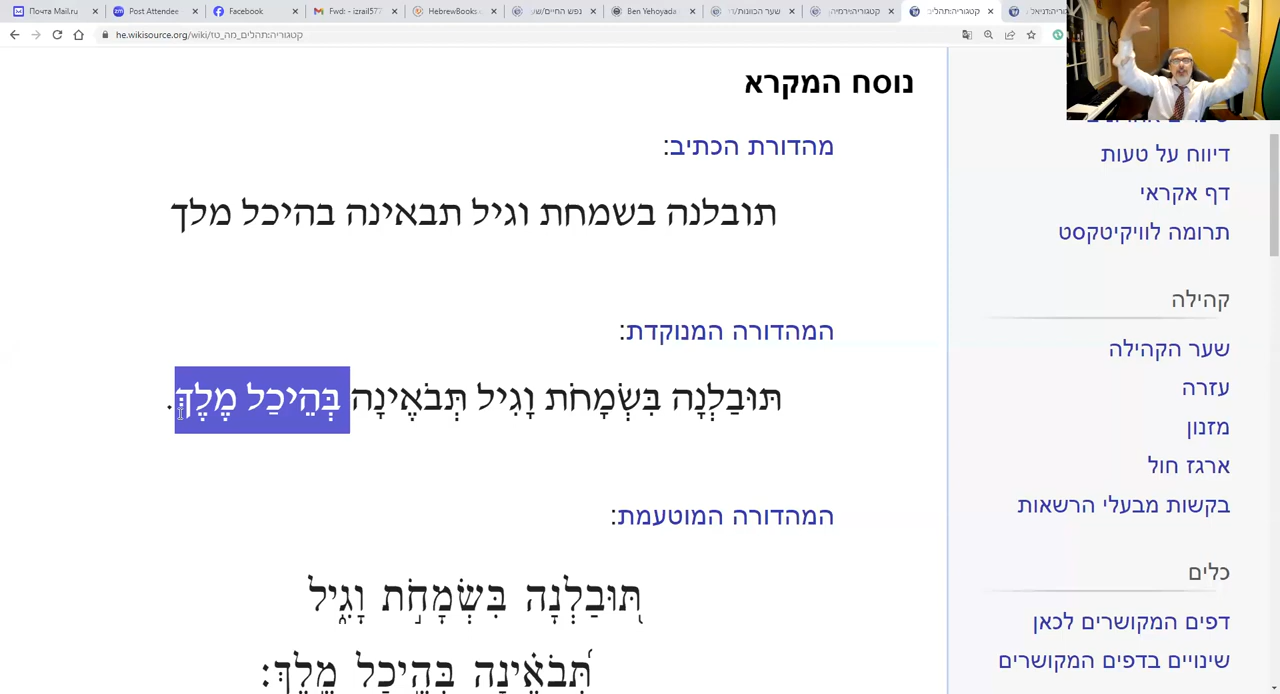 Почта Mail.ru
Post Attendee
Facebook
Fwd: - izrail577
HebrewBooks.c
נפש החיים/שע
Ben Yehoyada
שער הכוונות/דר
קטגוריה:ירמיה
קטגוריה:תהלים
he.wikisource.org/wiki/קטגוריה:תהלים_מה_טז
נוסח המקרא
מהדורת הכתיב:
תובלנה בשמחת וגיל תבאינה בהיכל מלך
המהדורה המנוקדת:
תּוּבַלְנָה בִּשְׂמָחֹת וָגִיל תְּבֹאֶינָה בְּהֵיכַל מֶלֶךְ.
המהדורה המוטעמת:
תּ֭וּבַלְנָה בִּשְׂמָחֹ֣ת וָגִ֑יל
תְּ֝בֹאֶ֗ינָה בְּהֵ֣יכַל מֶֽלֶךְ׃
דיווח על טעות
דף אקראי
תרומה לוויקיטקסט
קהילה
שער הקהילה
עזרה
מזנון
ארגז חול
בקשות מבעלי הרשאות
כלים
דפים המקושרים לכאן
שינויים בדפים המקושרים